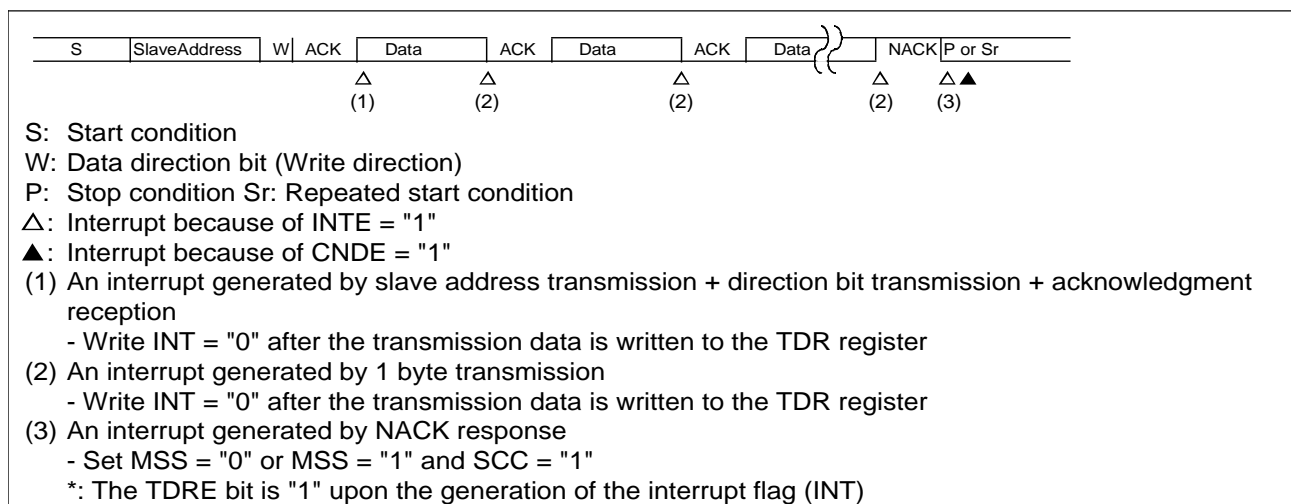 S SlaveAddress W ACK Data ACK Data ACK Data NACK P or Sr
△ △ △ △ △ ▲
(1) (2) (2) (2) (3)
S: Start condition
W: Data direction bit (Write direction)
P: Stop condition Sr: Repeated start condition
△: Interrupt because of INTE = "1"
▲: Interrupt because of CNDE = "1"
(1) An interrupt generated by slave address transmission + direction bit transmission + acknowledgment
reception
- Write INT = "0" after the transmission data is written to the TDR register
(2) An interrupt generated by 1 byte transmission
- Write INT = "0" after the transmission data is written to the TDR register
(3) An interrupt generated by NACK response
- Set MSS = "0" or MSS = "1" and SCC = "1"
*: The TDRE bit is "1" upon the generation of the interrupt flag (INT)